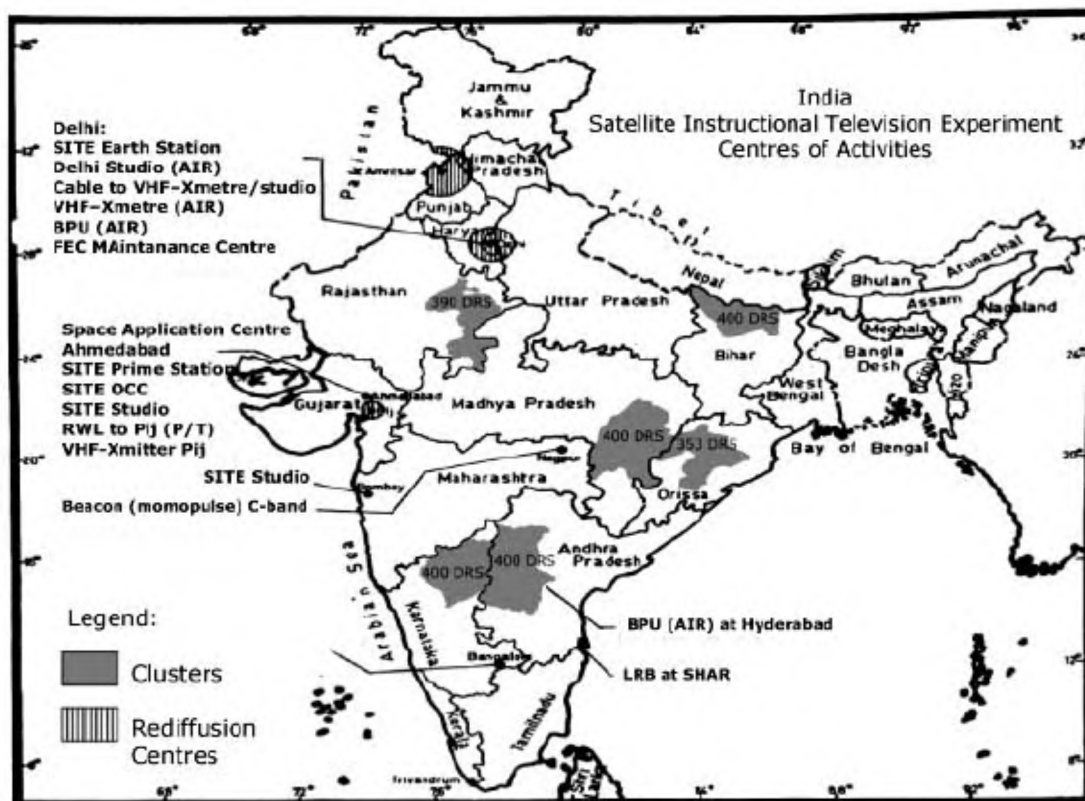 India
Satellite Instructional Television Experiment
Centres of Activities
Delhi:
SITE Earth Station
Delhi Studio (AIR)
Cable to VHF-Xmetre/studio
VHF-Xmetre (AIR)
BPU (AIR)
FEC MAintanance Centre
Space Application Centre
Ahmedabad
SITE Prime Station
SITE OCC
SITE Studio
RWL to Pij (P/T)
VHF-Xmitter Pij
SITE Studio
Beacon (momopulse) C-band
Jammu
&
Kashmir
Pakistan
Amritsar
Himachal
Pradesh
Punjab
Tibet
Rajasthan
390 DRS
Uttar Pradesh
Nepal
400 DRS
Bihar
Sikkim
Bhutan
Arunachal
Assam
Nagaland
Meghalaya
Manipur
Bangla
Desh
West
Bengal
Gujarat
Ahmadabad
Pij
Madhya Pradesh
400 DRS
Nagpur
Maharashtra
Orissa
Bay of Bengal
Bombay
Andhra
Pradesh
400 DRS
400 DRS
Arabian Sea
Karnataka
BPU (AIR) at Hyderabad
LRB at SHAR
Bangalore
Kerala
Tamilnadu
Trivandrum
Sri
Lanka
Legend:
Clusters
Rediffusion
Centres